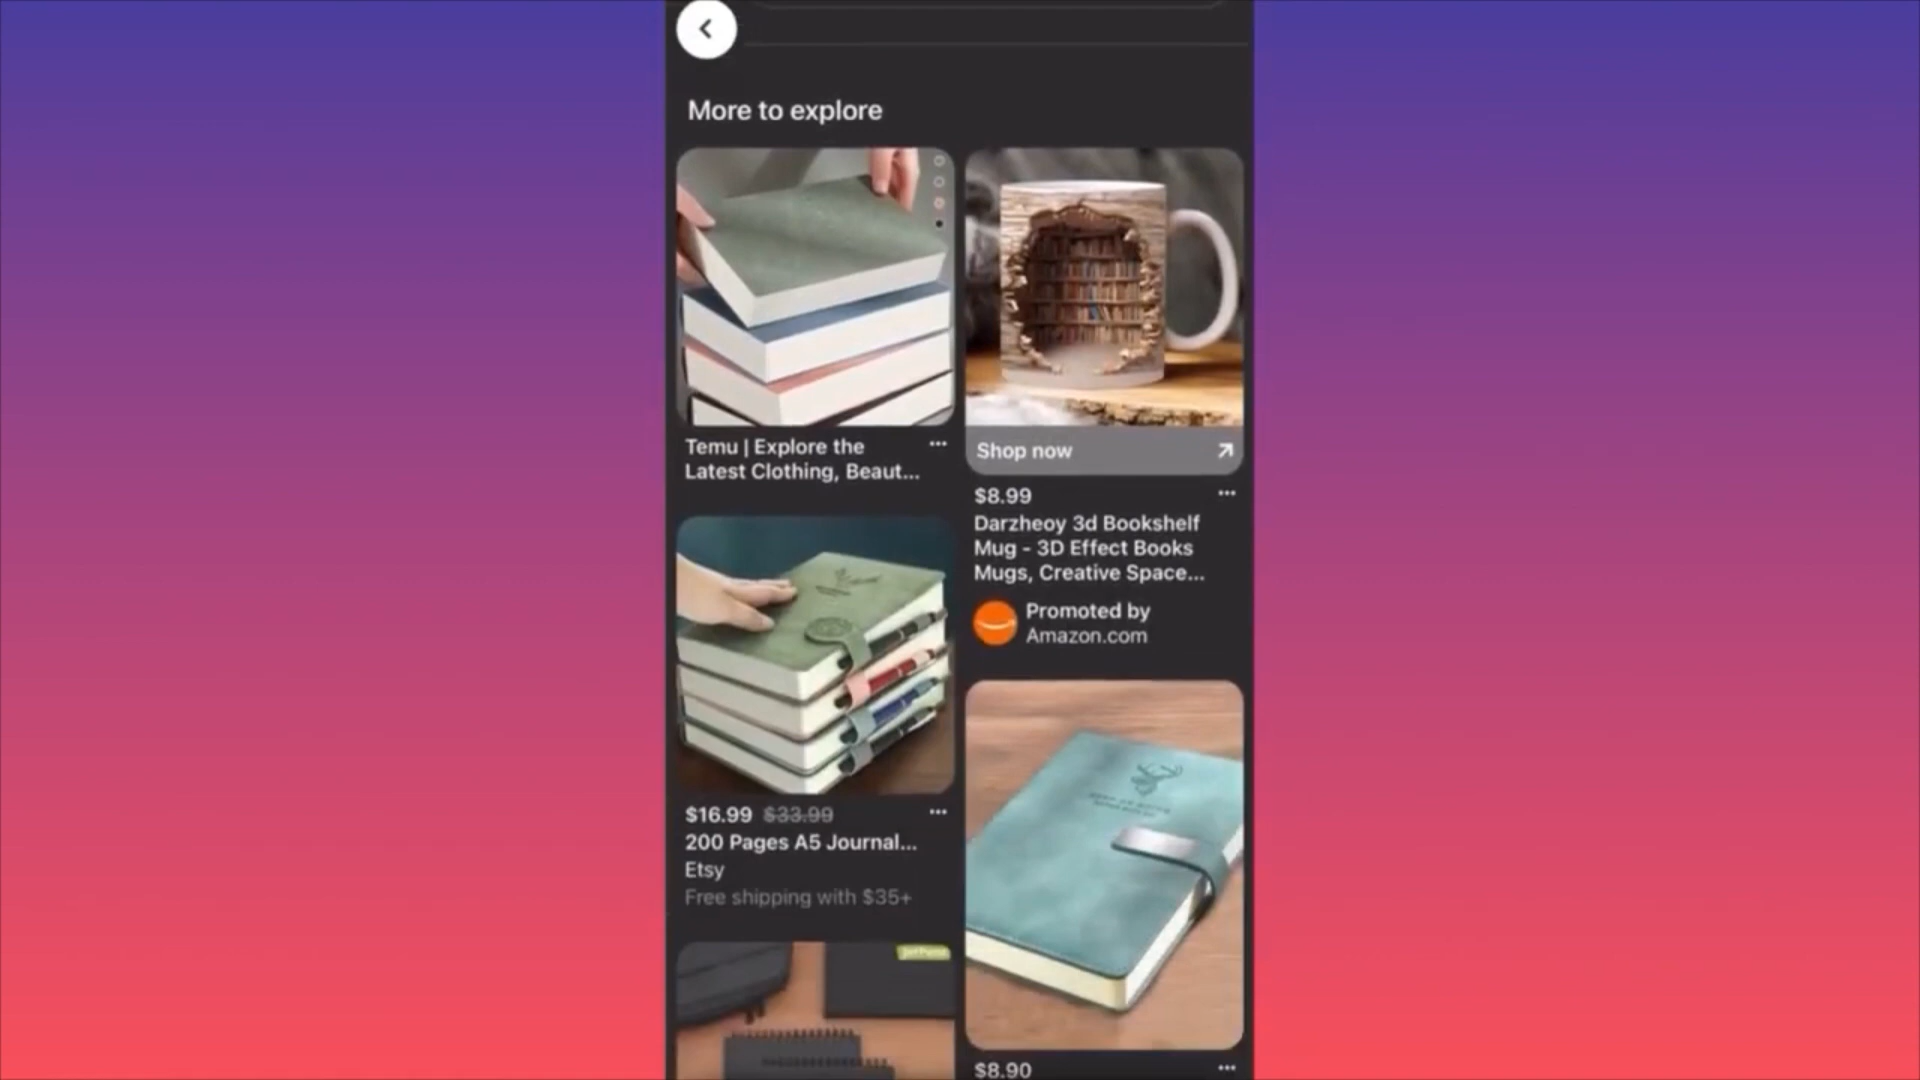 More to explore
Temu | Explore the
Latest Clothing, Beaut...
$16.99 $33.99
200 Pages A5 Journal...
Etsy
Free shipping with $35+
JetPens
Shop now
$8.99
Darzheoy 3d Bookshelf
Mug - 3D Effect Books
Mugs, Creative Space...
Promoted by
Amazon.com
$8.90